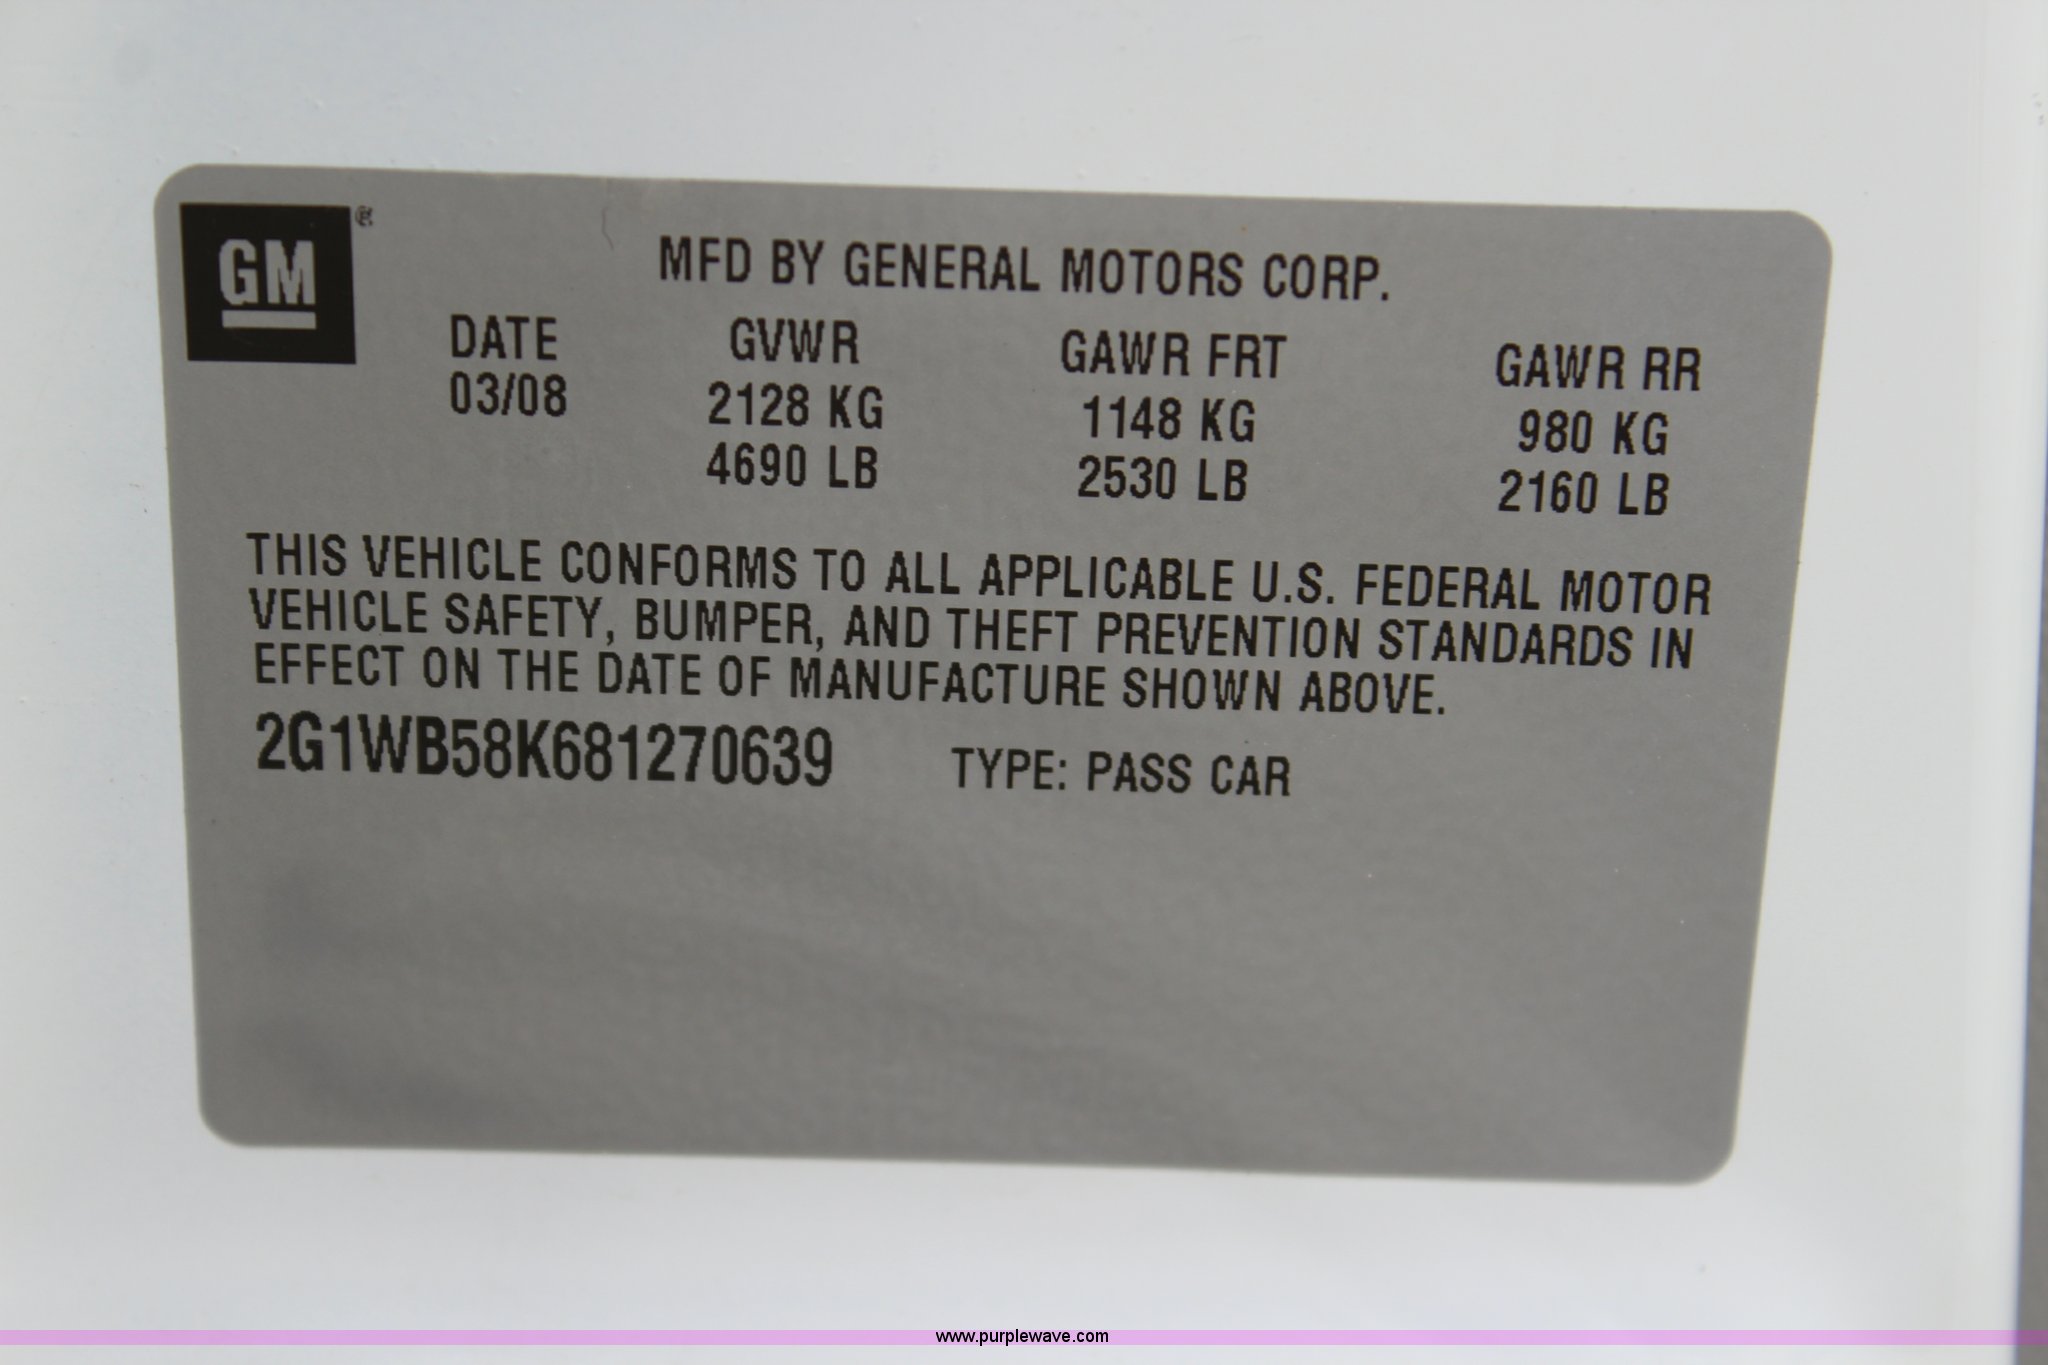 GM®
MFD BY GENERAL MOTORS CORP.
DATE GVWR GAWR FRT GAWR RR
03/08 2128 KG 1148 KG 980 KG
4690 LB 2530 LB 2160 LB
THIS VEHICLE CONFORMS TO ALL APPLICABLE U.S. FEDERAL MOTOR
VEHICLE SAFETY, BUMPER, AND THEFT PREVENTION STANDARDS IN
EFFECT ON THE DATE OF MANUFACTURE SHOWN ABOVE.
2G1WB58K681270639 TYPE: PASS CAR
www.purplewave.com